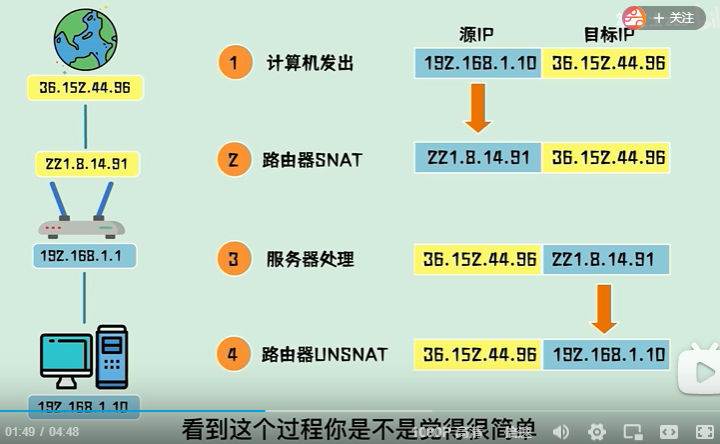 + 关注
源IP 目标IP
36.152.44.96
1 计算机发出 192.168.1.10 36.152.44.96
221.8.14.91
2 路由器SNAT 221.8.14.91 36.152.44.96
192.168.1.1
3 服务器处理 36.152.44.96 221.8.14.91
4 路由器UNSNAT 36.152.44.96 192.168.1.10
192.168.1.10
看到这个过程你是不是觉得很简单
01:49 / 04:48 1080P 高清 倍速